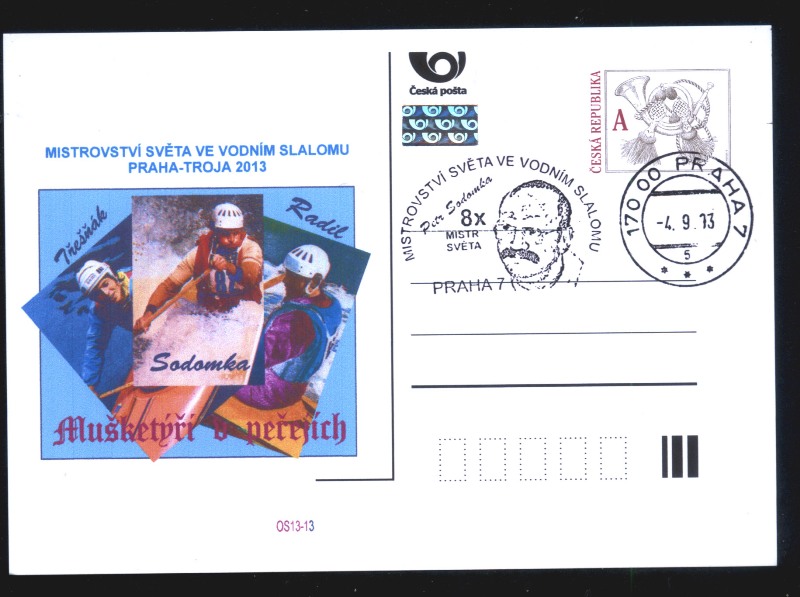 Česká pošta
ČESKÁ REPUBLIKA
A
MISTROVSTVÍ SVĚTA VE VODNÍM SLALOMU
PRAHA-TROJA 2013
Třešňák
Radil
Sodomka
Mušketýři v peřejích
MISTROVSTVÍ SVĚTA VE VODNÍM SLALOMU
Petr Sodomka
8x
MISTR
SVĚTA
PRAHA 7
170 00 PRAHA 7
-4. 9. 13
5
* * *
OS13-13